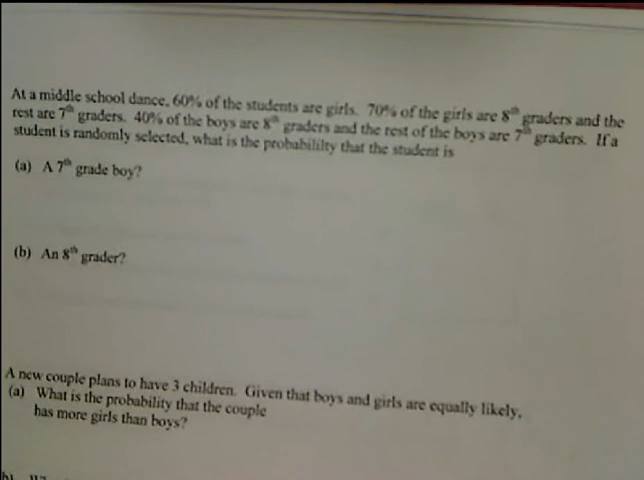 At a middle school dance, 60% of the students are girls. 70% of the girls are 8th graders and the
rest are 7th graders. 40% of the boys are 8th graders and the rest of the boys are 7th graders. If a
student is randomly selected, what is the probabililty that the student is
(a) A 7th grade boy?
(b) An 8th grader?
A new couple plans to have 3 children. Given that boys and girls are equally likely,
(a) What is the probability that the couple
has more girls than boys?